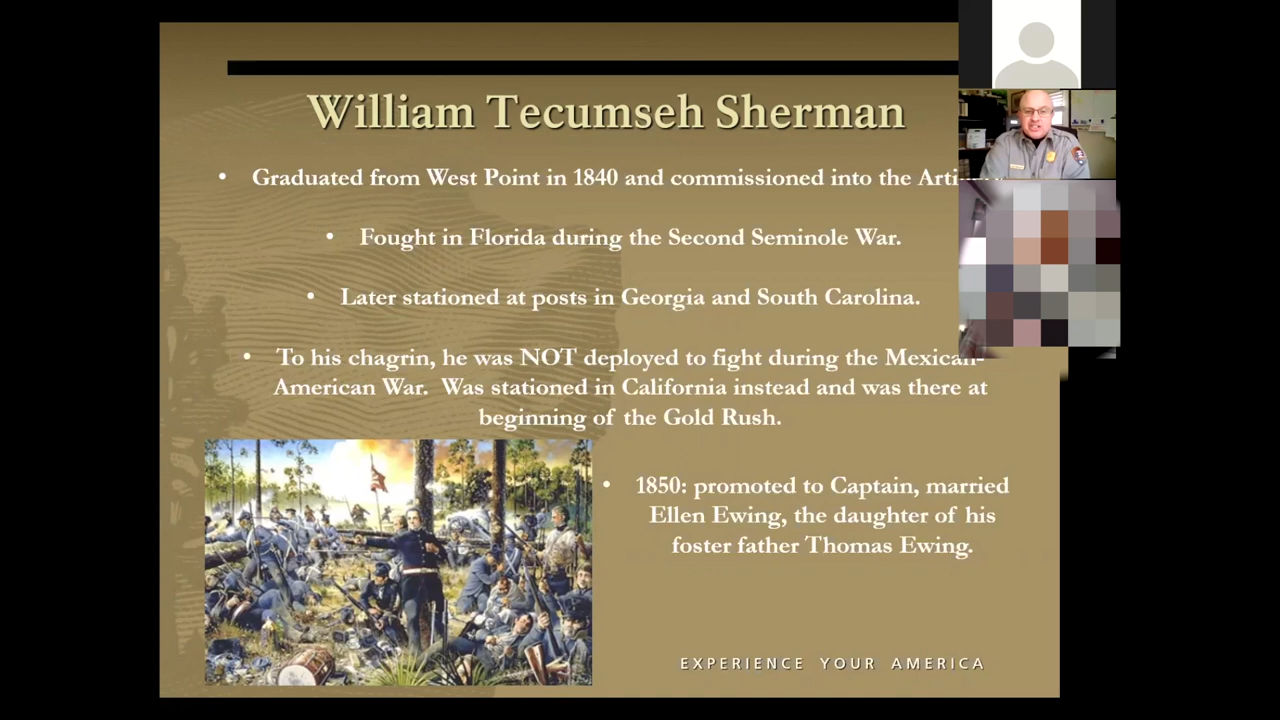 William Tecumseh Sherman
• Graduated from West Point in 1840 and commissioned into the
• Fought in Florida during the Second Seminole War.
• Later stationed at posts in Georgia and South Carolina.
• To his chagrin, he was NOT deployed to fight during the Mexican-
American War. Was stationed in California instead and was there at
beginning of the Gold Rush.
• 1850: promoted to Captain, married
Ellen Ewing, the daughter of his
foster father Thomas Ewing.
EXPERIENCE YOUR AMERICA